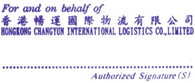 For and on behalf of
香港暢運國際物流有限公司
HONGKONG CHANGYUN INTERNATIONAL LOGISTICS CO.,LIMITED
Authorized Signature(S)